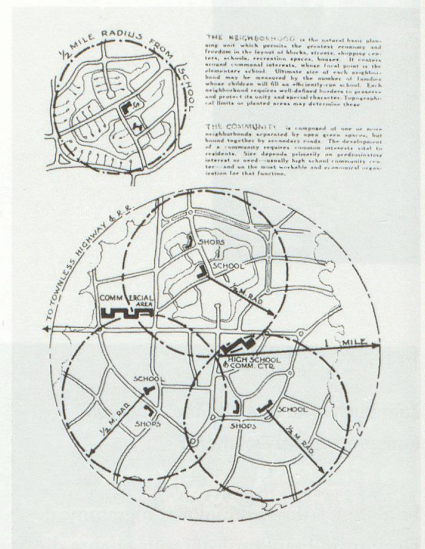 ½ MILE RADIUS FROM SCHOOL
THE NEIGHBORHOOD is the natural basic plan-
ning unit which permits the greatest economy and
freedom in the layout of blocks, streets, shopping cen-
ters, schools, recreation spaces, houses. It centers
around communal interests, whose focal point is the
elementary school. Ultimate size of each neighbor-
hood may be measured by the number of families
whose children will fill an efficiently-run school. Each
neighborhood requires well-defined borders to preserve
and protect its unity and special character. Topographi-
cal limits or planted areas may determine these
THE COMMUNITY is composed of one or more
neighborhoods separated by open green spaces, but
bound together by secondary roads. The development
of a community requires common interests vital to
residents. Size depends primarily on predominating
interest or need—usually high school community cen-
ter—and on the most workable and economical organ-
ization for that function.
TO TOWNLESS HIGHWAY & R.R.
SHOPS
SCHOOL
½ M. RAD
COMMERCIAL
AREA
1 MILE
HIGH SCHOOL
& COMM. CTR
SCHOOL
SHOPS
½ M. RAD
SCHOOL
SHOPS
½ M. RAD